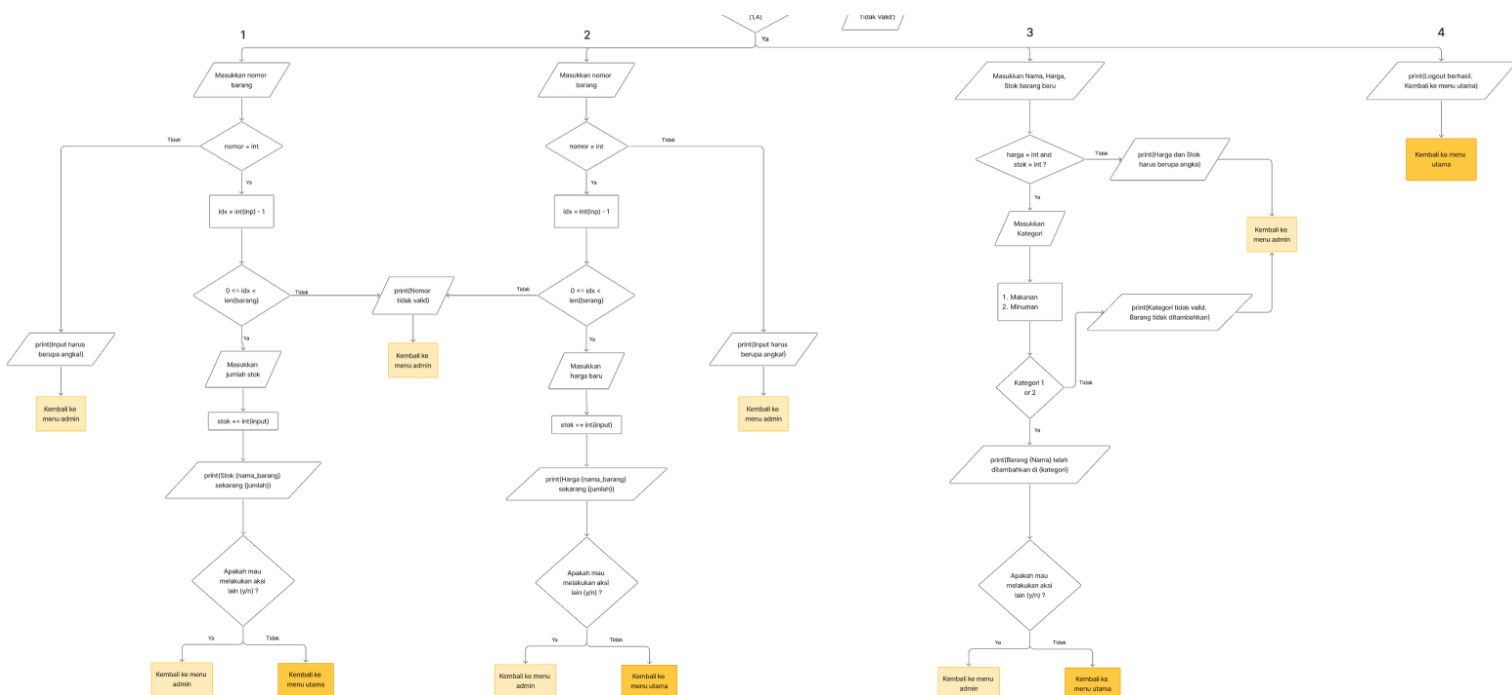 [1,4]
Tidak Valid')
Ya
1
2
3
4
Masukkan nomor
barang
Tidak
nomor = int
Ya
idx = int(inp) - 1
0 <= idx <
len(barang)
Tidak
Ya
print(Input harus
berupa angka!)
Kembali ke
menu admin
Masukkan
jumlah stok
stok += int(input)
print(Stok {nama_barang}
sekarang {jumlah})
Apakah mau
melakukan aksi
lain (y/n) ?
Ya
Tidak
Kembali ke menu
admin
Kembali ke
menu utama
print(Nomor
tidak valid)
Kembali ke
menu admin
Masukkan nomor
barang
nomor = int
Tidak
Ya
idx = int(inp) - 1
Tidak
0 <= idx <
len(barang)
Ya
print(Input harus
berupa angka!)
Kembali ke
menu admin
Masukkan
harga baru
stok += int(input)
print(Harga {nama_barang}
sekarang {jumlah})
Apakah mau
melakukan aksi
lain (y/n) ?
Ya
Tidak
Kembali ke menu
admin
Kembali ke
menu utama
Masukkan Nama, Harga,
Stok barang baru
harga = int and
stok = int ?
Tidak
print(Harga dan Stok
harus berupa angka)
Ya
Masukkan
Kategori
Kembali ke
menu admin
1. Makanan
2. Minuman
print(Kategori tidak valid.
Barang tidak ditambahkan)
Kategori 1
or 2
Tidak
Ya
print(Barang {Nama} telah
ditambahkan di {kategori}
Apakah mau
melakukan aksi
lain (y/n) ?
Ya
Tidak
Kembali ke menu
admin
Kembali ke
menu utama
print(Logout berhasil.
Kembali ke menu utama)
Kembali ke menu
utama